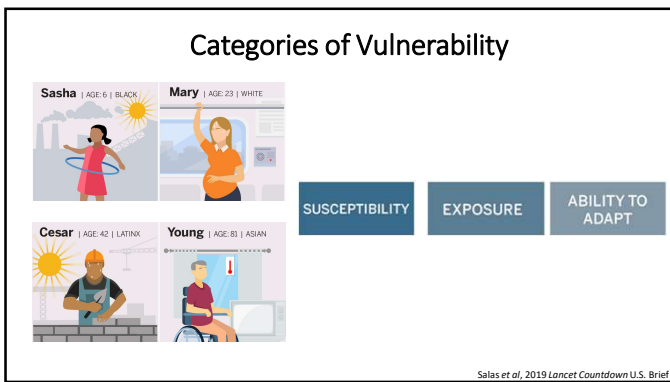 Categories of Vulnerability
Sasha | AGE: 6 | BLACK
Mary | AGE: 23 | WHITE
SUSCEPTIBILITY
EXPOSURE
ABILITY TO
ADAPT
Cesar | AGE: 42 | LATINX
Young | AGE: 81 | ASIAN
Salas et al, 2019 Lancet Countdown U.S. Brief